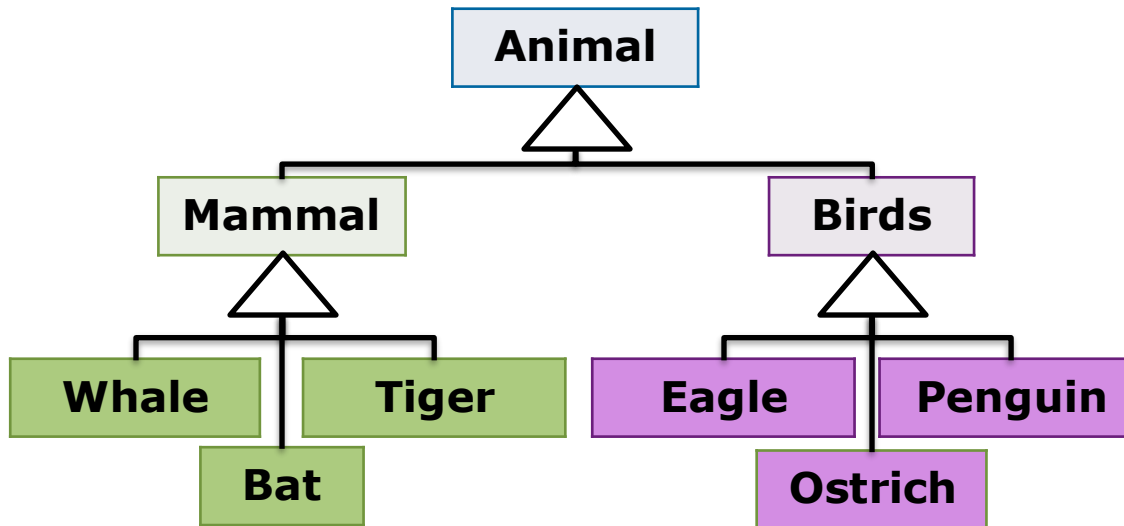 Animal
Mammal
Birds
Whale
Tiger
Eagle
Penguin
Bat
Ostrich